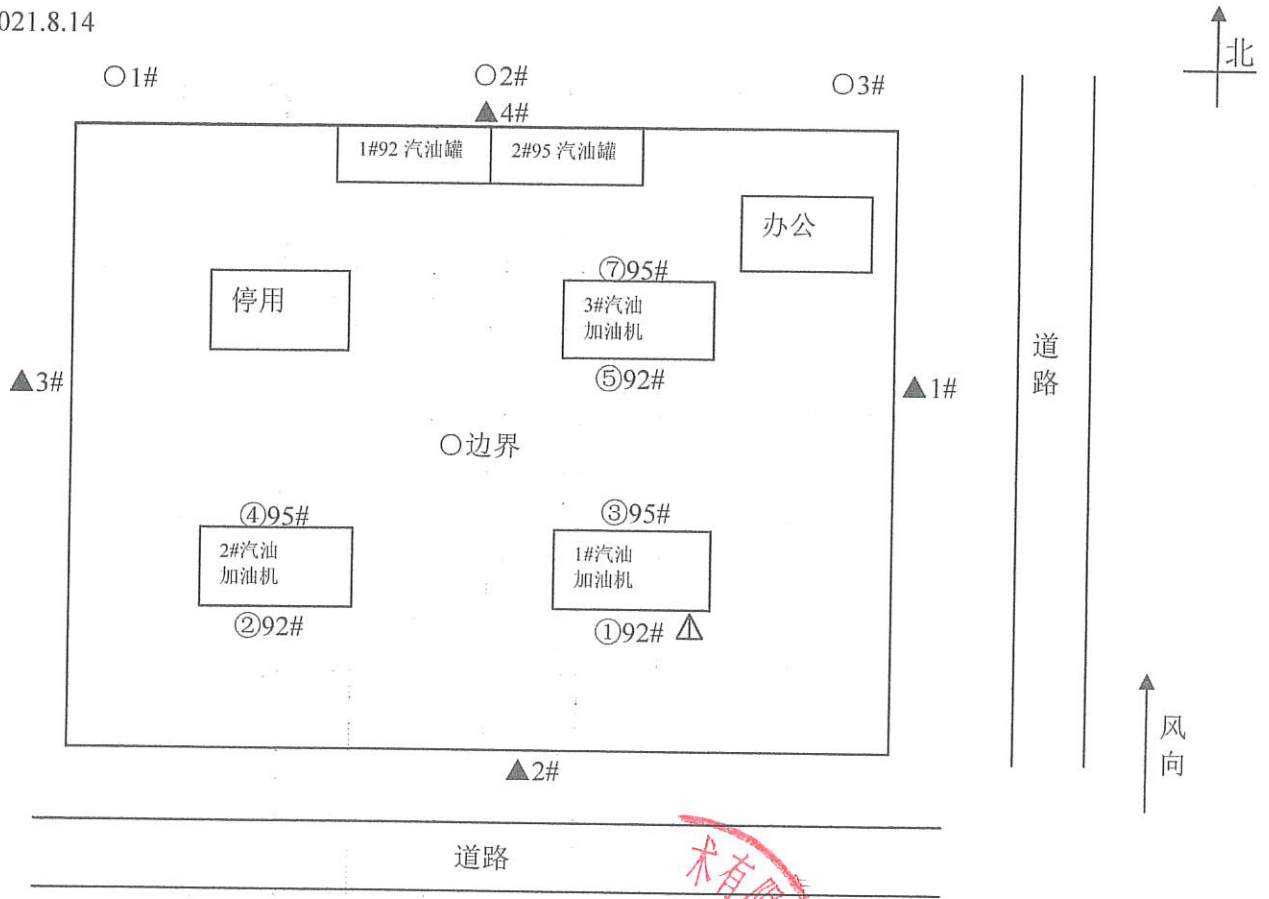 021.8.14
北
○1#
○2#
○3#
▲4#
1#92 汽油罐
2#95 汽油罐
办公
停用
⑦95#
3#汽油
加油机
⑤92#
▲3#
▲1#
道路
○边界
④95#
2#汽油
加油机
②92#
③95#
1#汽油
加油机
①92#
▲2#
风向
道路
术有限